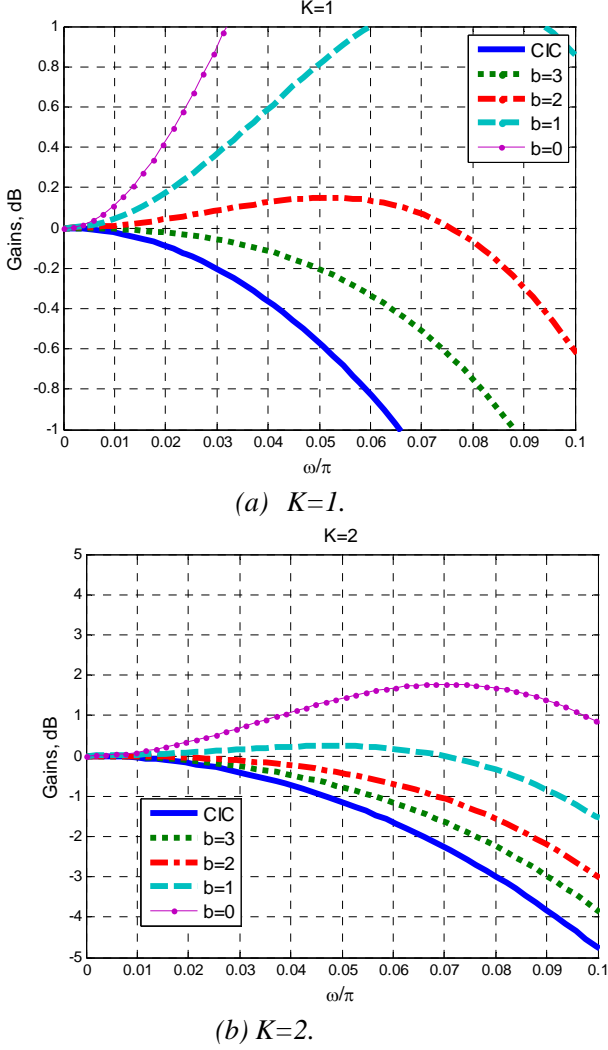 K=1
1
0.8
0.6
0.4
0.2
0
-0.2
-0.4
-0.6
-0.8
-1
Gains, dB
CIC
b=3
b=2
b=1
b=0
0 0.01 0.02 0.03 0.04 0.05 0.06 0.07 0.08 0.09 0.1
ω/π
(a) K=1.
K=2
5
4
3
2
1
0
-1
-2
-3
-4
-5
Gains, dB
CIC
b=3
b=2
b=1
b=0
0 0.01 0.02 0.03 0.04 0.05 0.06 0.07 0.08 0.09 0.1
ω/π
(b) K=2.